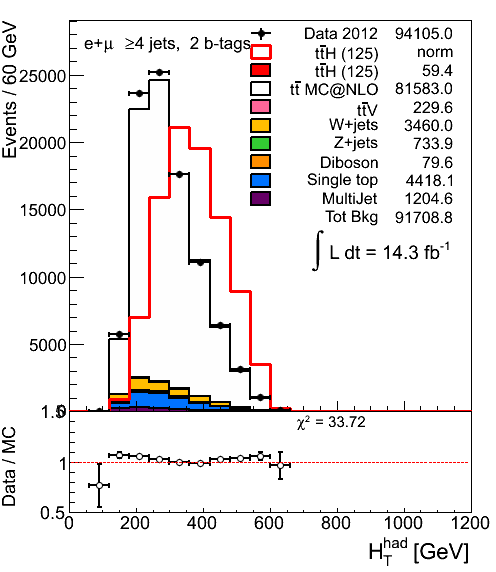 Events / 60 GeV
25000
20000
15000
10000
5000
e+μ ≥4 jets, 2 b-tags
Data 2012 94105.0
tt̄H (125) norm
tt̄H (125) 59.4
tt̄ MC@NLO 81583.0
tt̄V 229.6
W+jets 3460.0
Z+jets 733.9
Diboson 79.6
Single top 4418.1
MultiJet 1204.6
Tot Bkg 91708.8
∫ L dt = 14.3 fb⁻¹
χ² = 33.72
Data / MC
1.5
1
0.5
0 200 400 600 800 1000 1200
H_T^had [GeV]